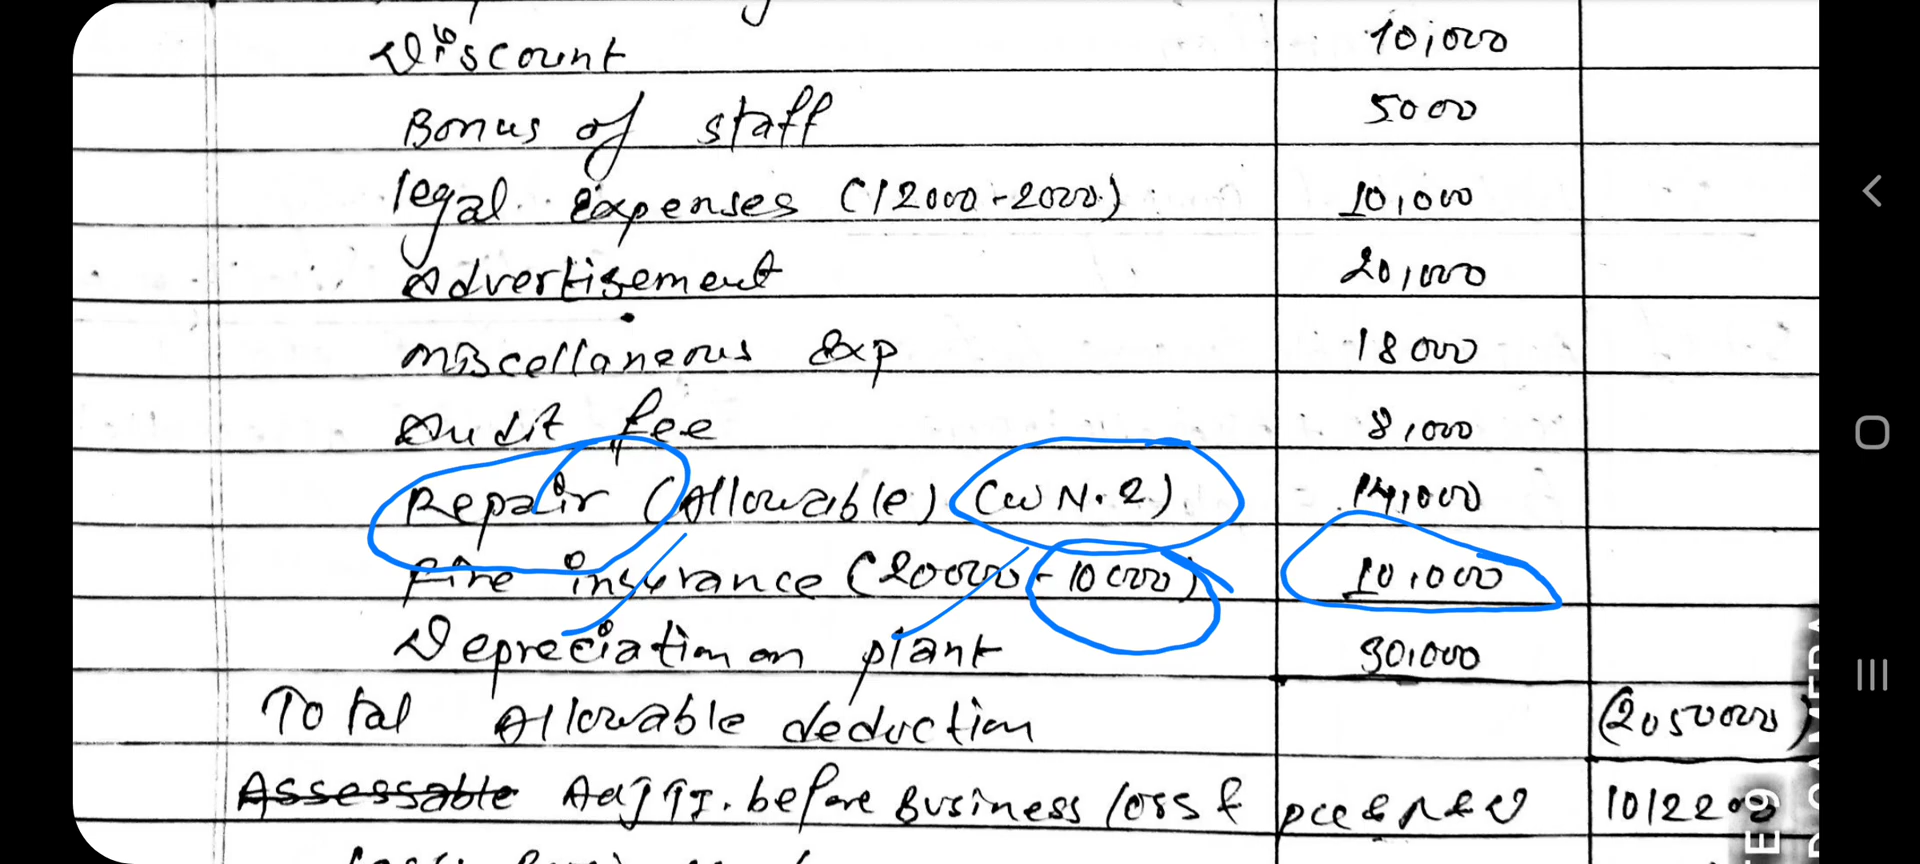 Discount 10,000
Bonus of staff 5000
legal Expenses (12000-2000) 10,000
Advertisement 20,000
Miscellaneous Exp 18000
Audit fee 8,000
Repair (Allowable) (W N. 2) 14,000
Fire insurance (20000 - 10000) 10,000
Depreciation on plant 30,000
Total Allowable deduction (2050000)
Assessable Adj TI. before Business loss &